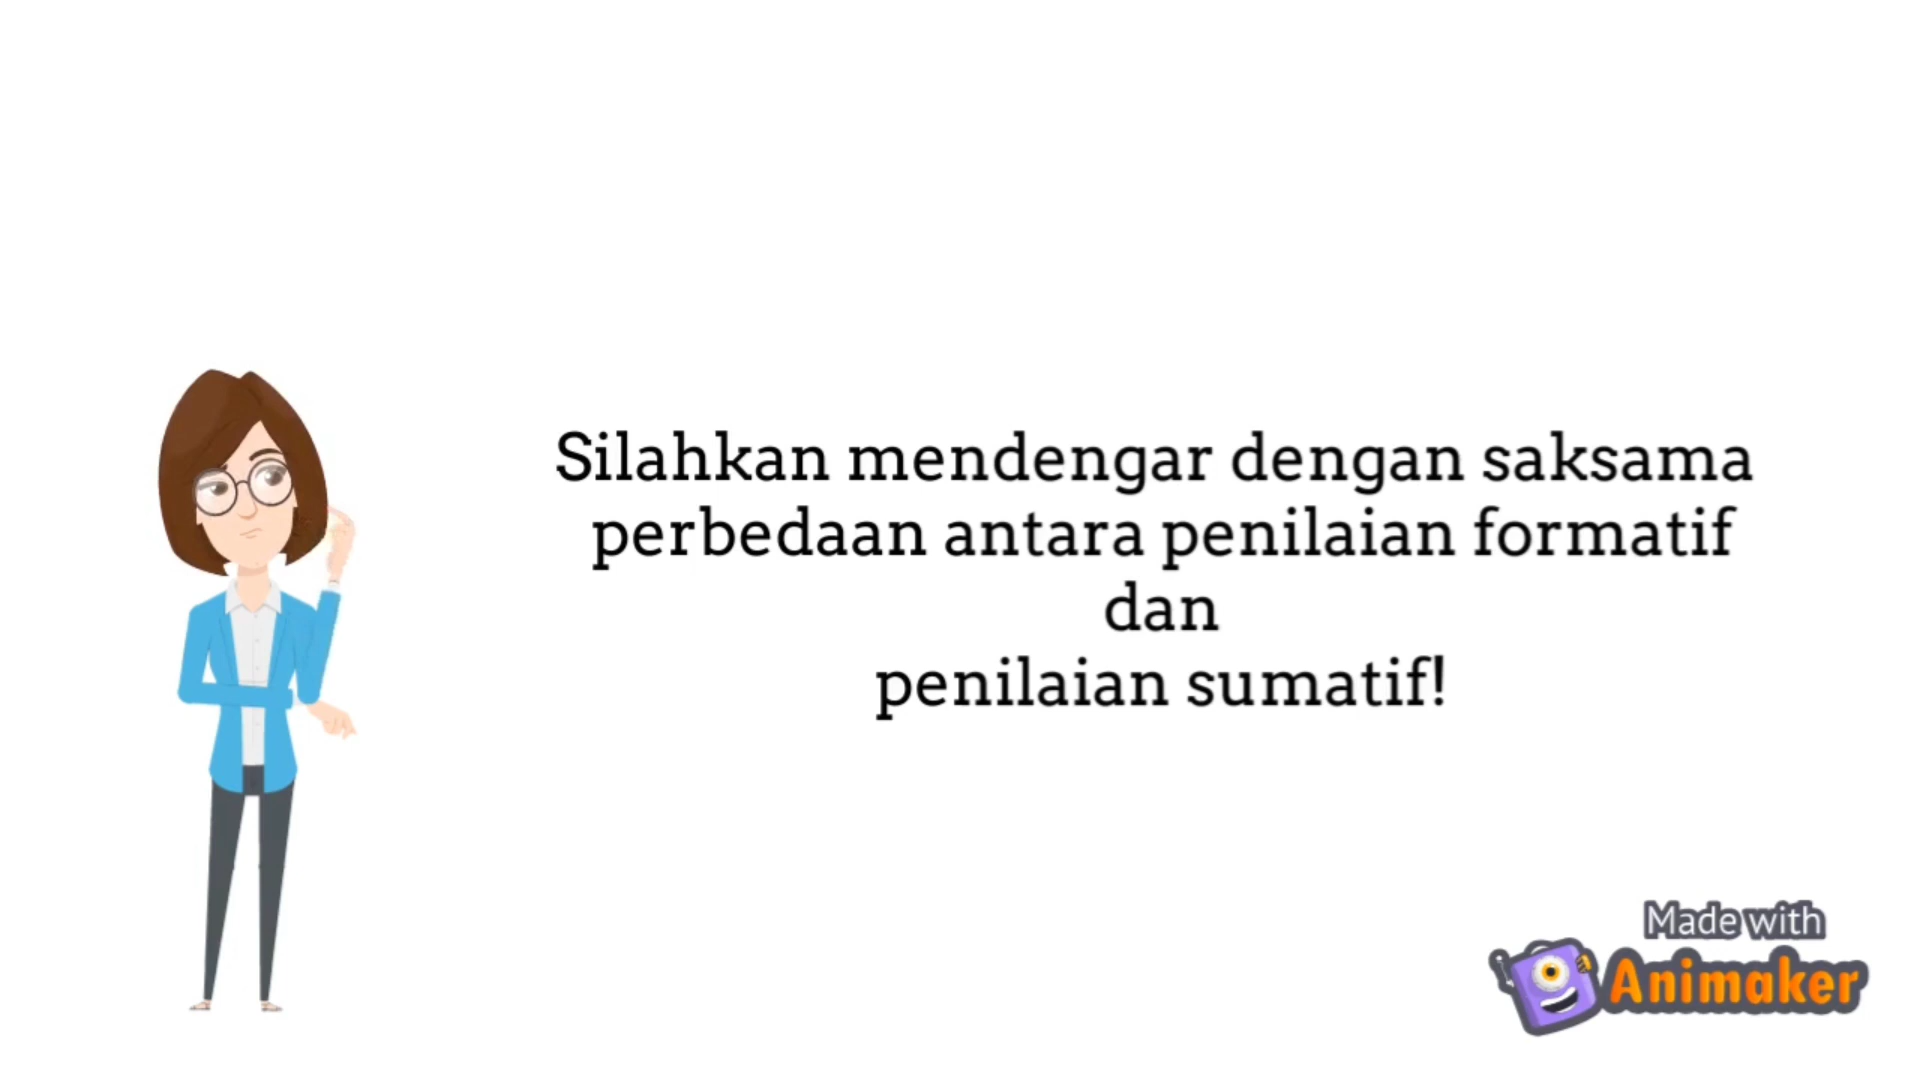 Silahkan mendengar dengan saksama
perbedaan antara penilaian formatif
dan
penilaian sumatif!
Made with
Animaker